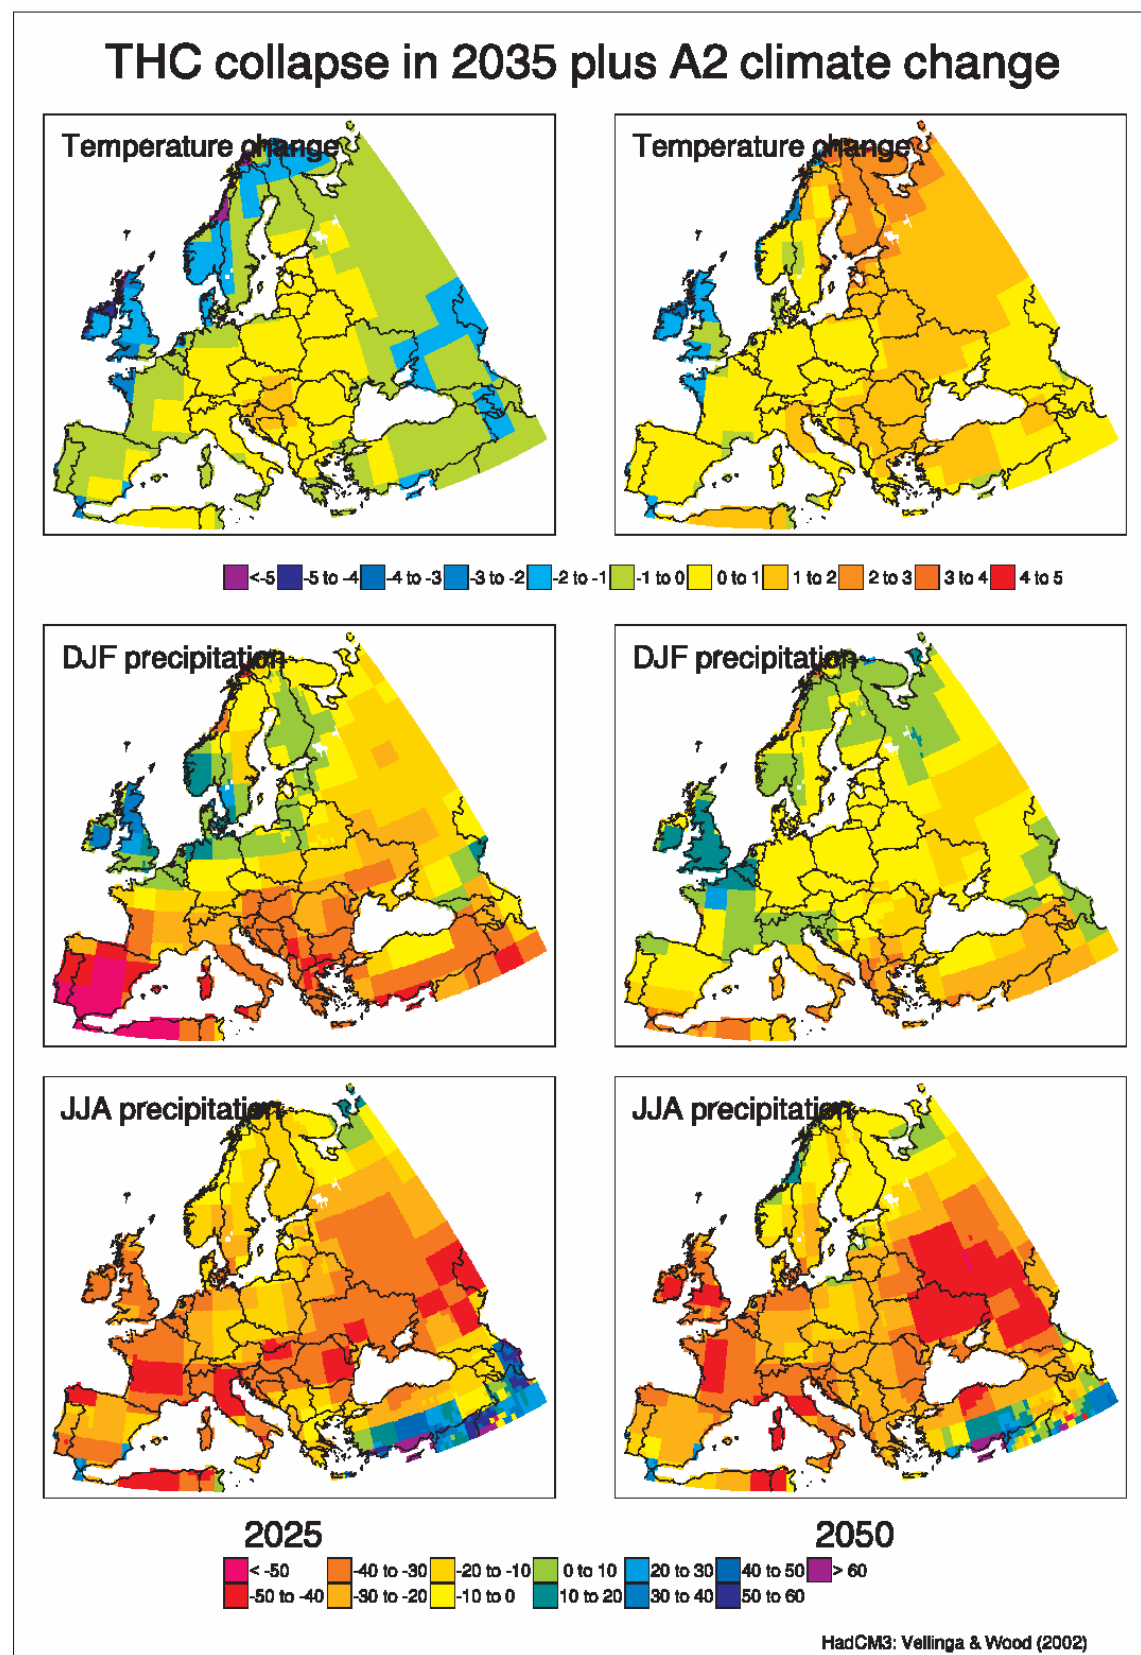 THC collapse in 2035 plus A2 climate change
Temperature change
Temperature change
<-5 -5 to -4 -4 to -3 -3 to -2 -2 to -1 -1 to 0 0 to 1 1 to 2 2 to 3 3 to 4 4 to 5
DJF precipitation
DJF precipitation
JJA precipitation
JJA precipitation
2025
2050
< -50 -40 to -30 -20 to -10 0 to 10 20 to 30 40 to 50 > 60
-50 to -40 -30 to -20 -10 to 0 10 to 20 30 to 40 50 to 60
HadCM3: Vellinga & Wood (2002)